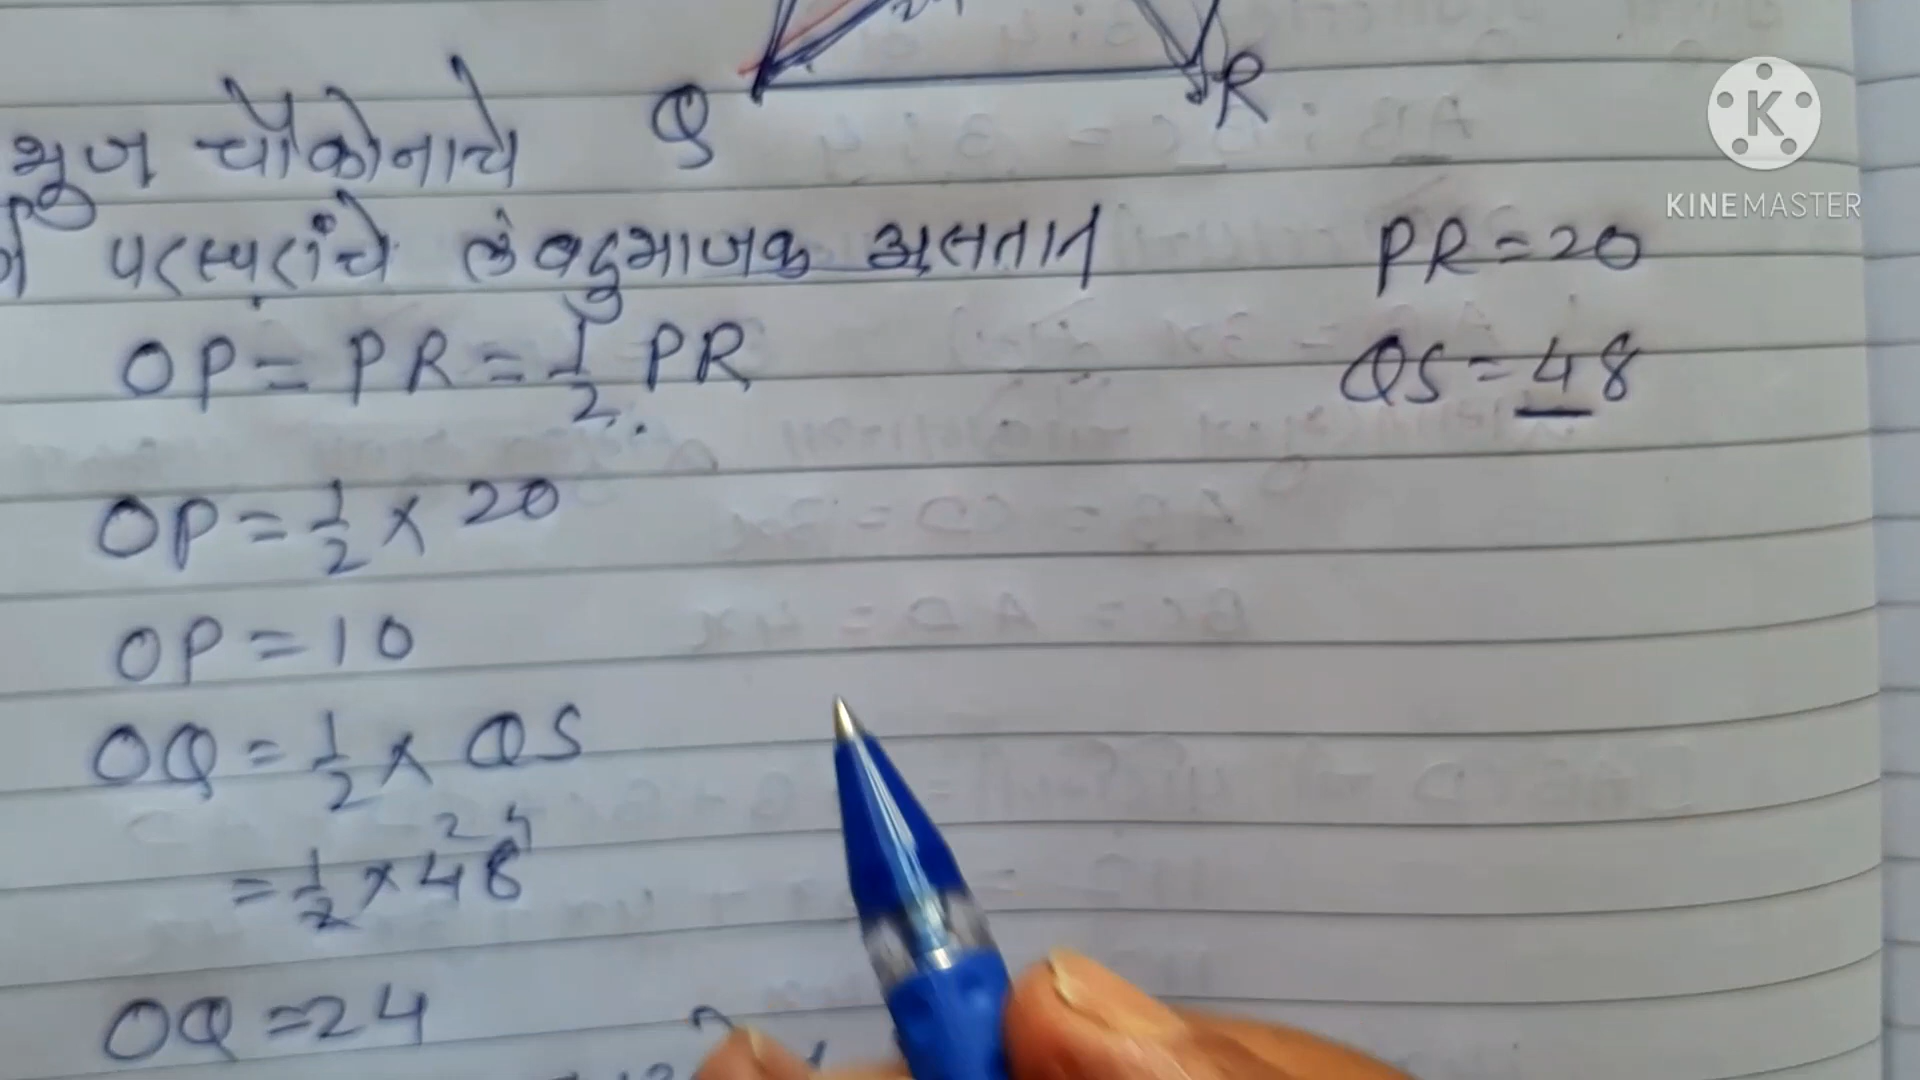 Q R
भूज चौकोनाचे
परस्परांचे लंबदुभाजक असतात
PR = 20
QS = 48
OP = PR = 1/2 PR
OP = 1/2 × 20
OP = 10
OQ = 1/2 × QS
24
= 1/2 × 48
OQ = 24
K
KINEMASTER